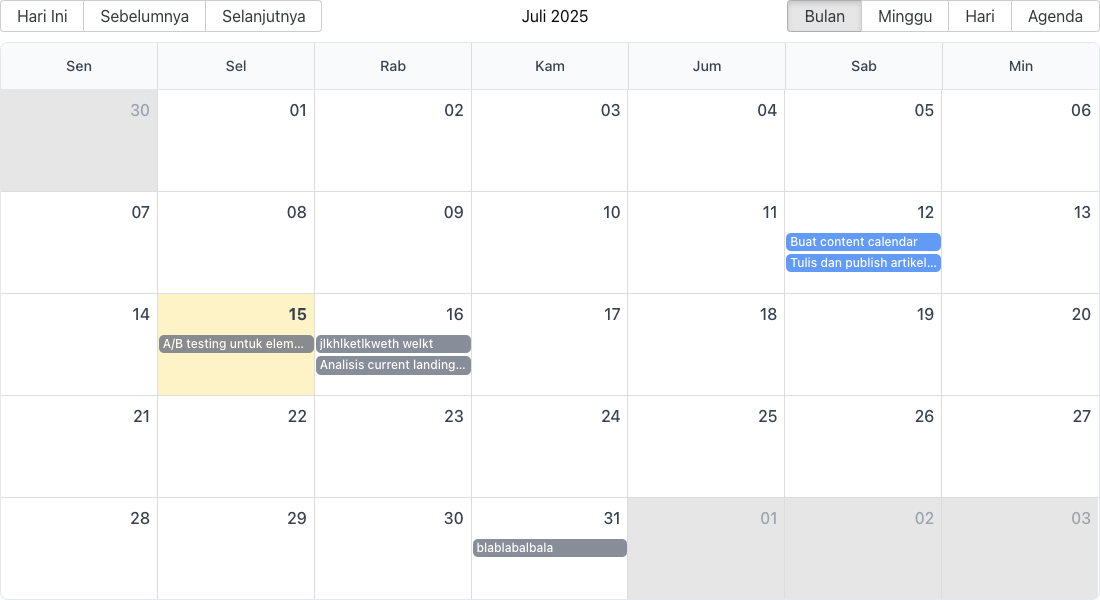 Hari Ini Sebelumnya Selanjutnya Juli 2025 Bulan Minggu Hari Agenda
Sen Sel Rab Kam Jum Sab Min
30 01 02 03 04 05 06
07 08 09 10 11 12 13
Buat content calendar
Tulis dan publish artikel...
14 15 16 17 18 19 20
A/B testing untuk elem... jlkhlketlkweth welkt
Analisis current landing...
21 22 23 24 25 26 27
28 29 30 31 01 02 03
blablabalbala